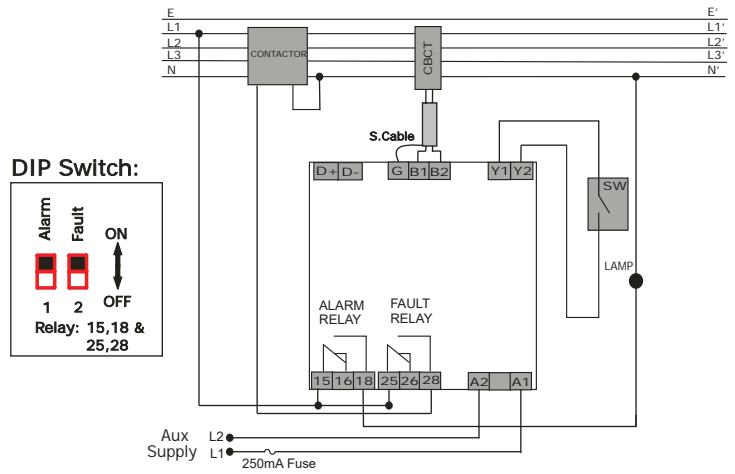 E E'
L1 L1'
L2 L2'
L3 L3'
N N'
CONTACTOR
CBCT
S.Cable
D+ D- G B1 B2 Y1 Y2
SW
LAMP
DIP Switch:
Alarm Fault
ON
OFF
1 2
Relay: 15,18 &
25,28
ALARM
RELAY
FAULT
RELAY
15 16 18 25 26 28 A2 A1
Aux
Supply
L2
L1
250mA Fuse